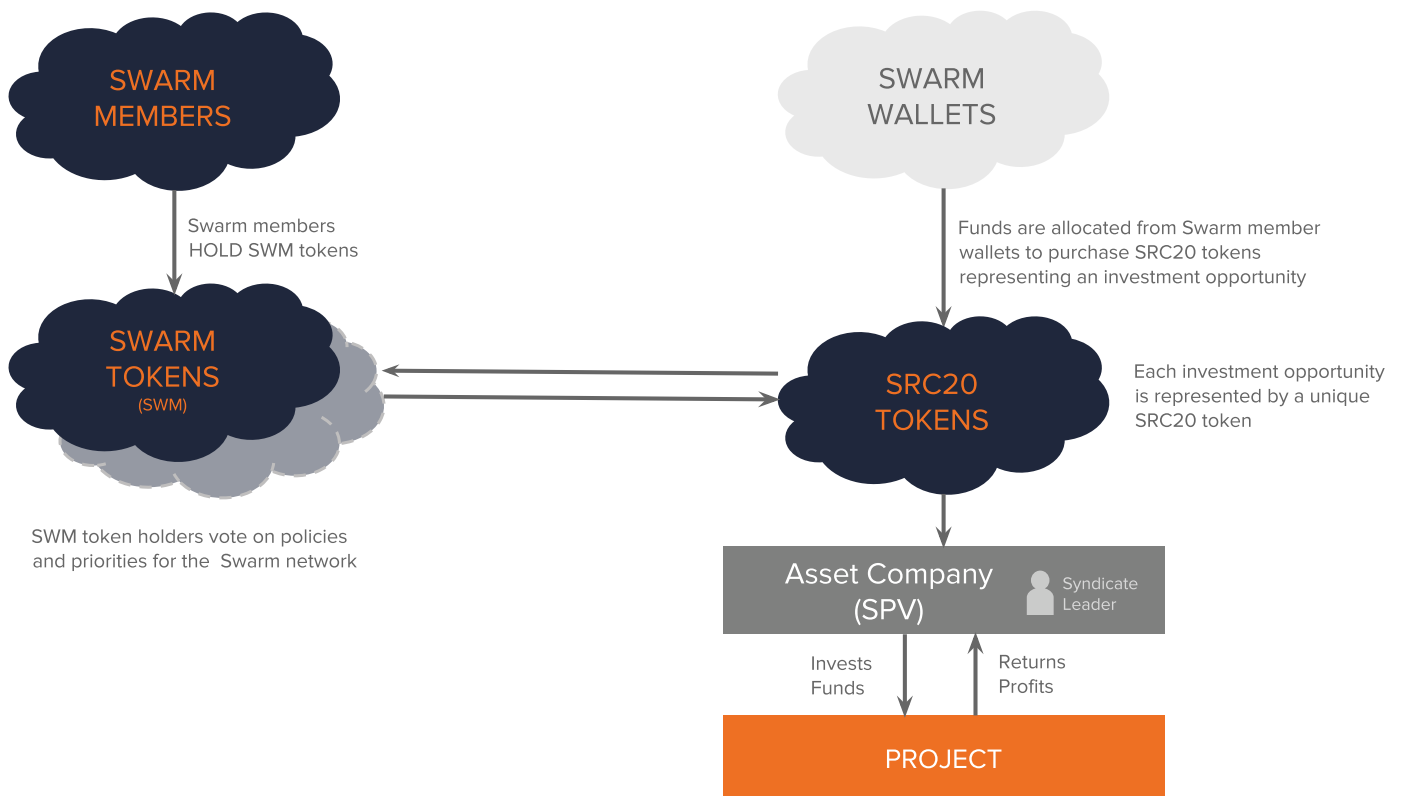 SWARM
MEMBERS
SWARM
WALLETS
Swarm members
HOLD SWM tokens
Funds are allocated from Swarm member
wallets to purchase SRC20 tokens
representing an investment opportunity
SWARM
TOKENS
(SWM)
SRC20
TOKENS
Each investment opportunity
is represented by a unique
SRC20 token
SWM token holders vote on policies
and priorities for the  Swarm network
Asset Company
(SPV)
Syndicate
Leader
Invests
Funds
Returns
Profits
PROJECT